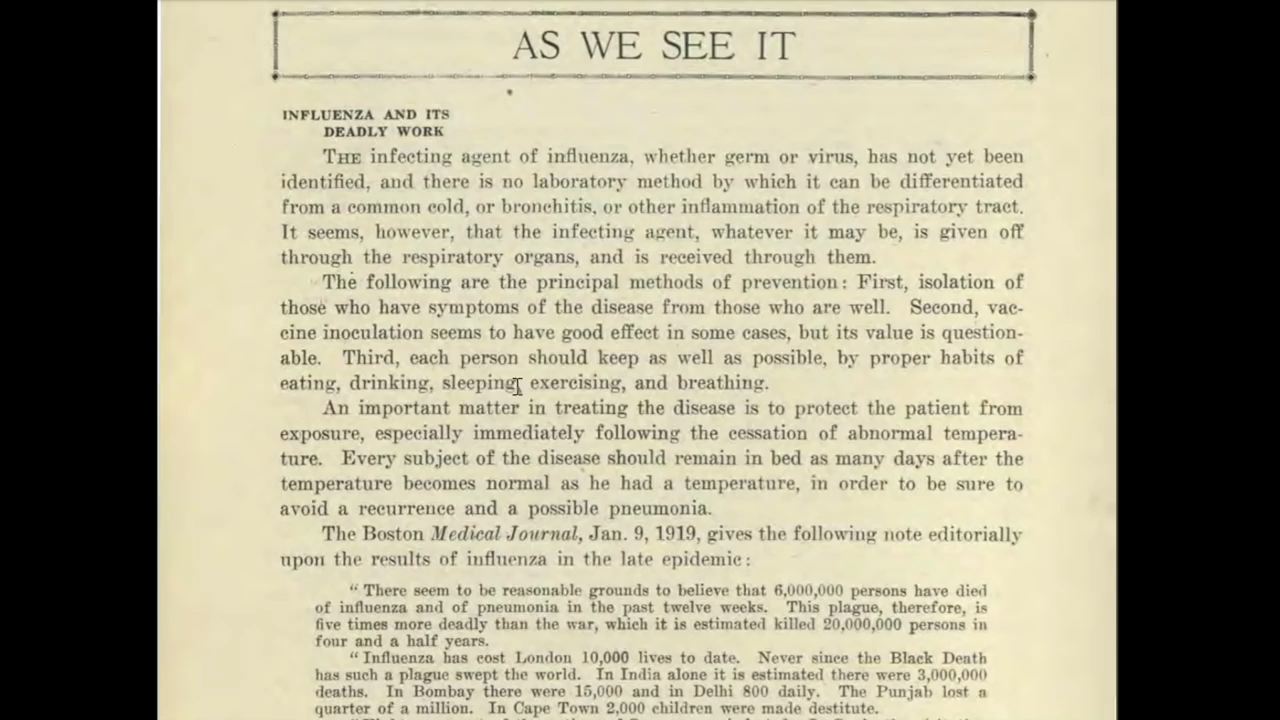 AS WE SEE IT
INFLUENZA AND ITS
DEADLY WORK
THE infecting agent of influenza, whether germ or virus, has not yet been
identified, and there is no laboratory method by which it can be differentiated
from a common cold, or bronchitis, or other inflammation of the respiratory tract.
It seems, however, that the infecting agent, whatever it may be, is given off
through the respiratory organs, and is received through them.
The following are the principal methods of prevention: First, isolation of
those who have symptoms of the disease from those who are well. Second, vac-
cine inoculation seems to have good effect in some cases, but its value is question-
able. Third, each person should keep as well as possible, by proper habits of
eating, drinking, sleeping, exercising, and breathing.
An important matter in treating the disease is to protect the patient from
exposure, especially immediately following the cessation of abnormal tempera-
ture. Every subject of the disease should remain in bed as many days after the
temperature becomes normal as he had a temperature, in order to be sure to
avoid a recurrence and a possible pneumonia.
The Boston Medical Journal, Jan. 9, 1919, gives the following note editorially
upon the results of influenza in the late epidemic:
" There seem to be reasonable grounds to believe that 6,000,000 persons have died
of influenza and of pneumonia in the past twelve weeks. This plague, therefore, is
five times more deadly than the war, which it is estimated killed 20,000,000 persons in
four and a half years.
" Influenza has cost London 10,000 lives to date. Never since the Black Death
has such a plague swept the world. In India alone it is estimated there were 3,000,000
deaths. In Bombay there were 15,000 and in Delhi 800 daily. The Punjab lost a
quarter of a million. In Cape Town 2,000 children were made destitute.